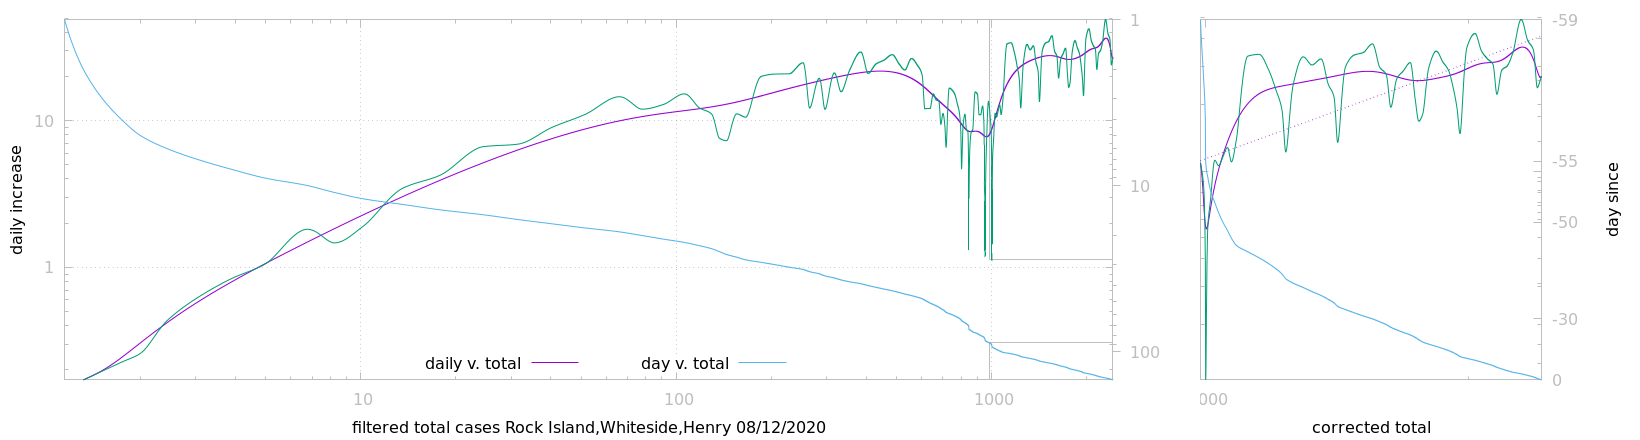 daily increase
10
1
daily v. total
day v. total
10
100
1000
filtered total cases Rock Island,Whiteside,Henry 08/12/2020
1
10
100
000
corrected total
-59
-55
-50
-30
0
day since